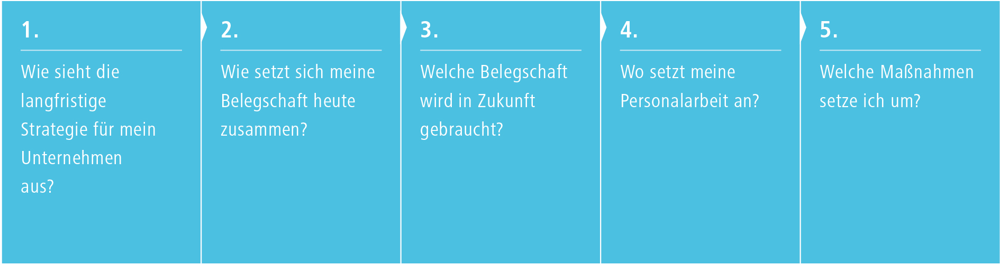 1.
Wie sieht die
langfristige
Strategie für mein
Unternehmen
aus?
2.
Wie setzt sich meine
Belegschaft heute
zusammen?
3.
Welche Belegschaft
wird in Zukunft
gebraucht?
4.
Wo setzt meine
Personalarbeit an?
5.
Welche Maßnahmen
setze ich um?